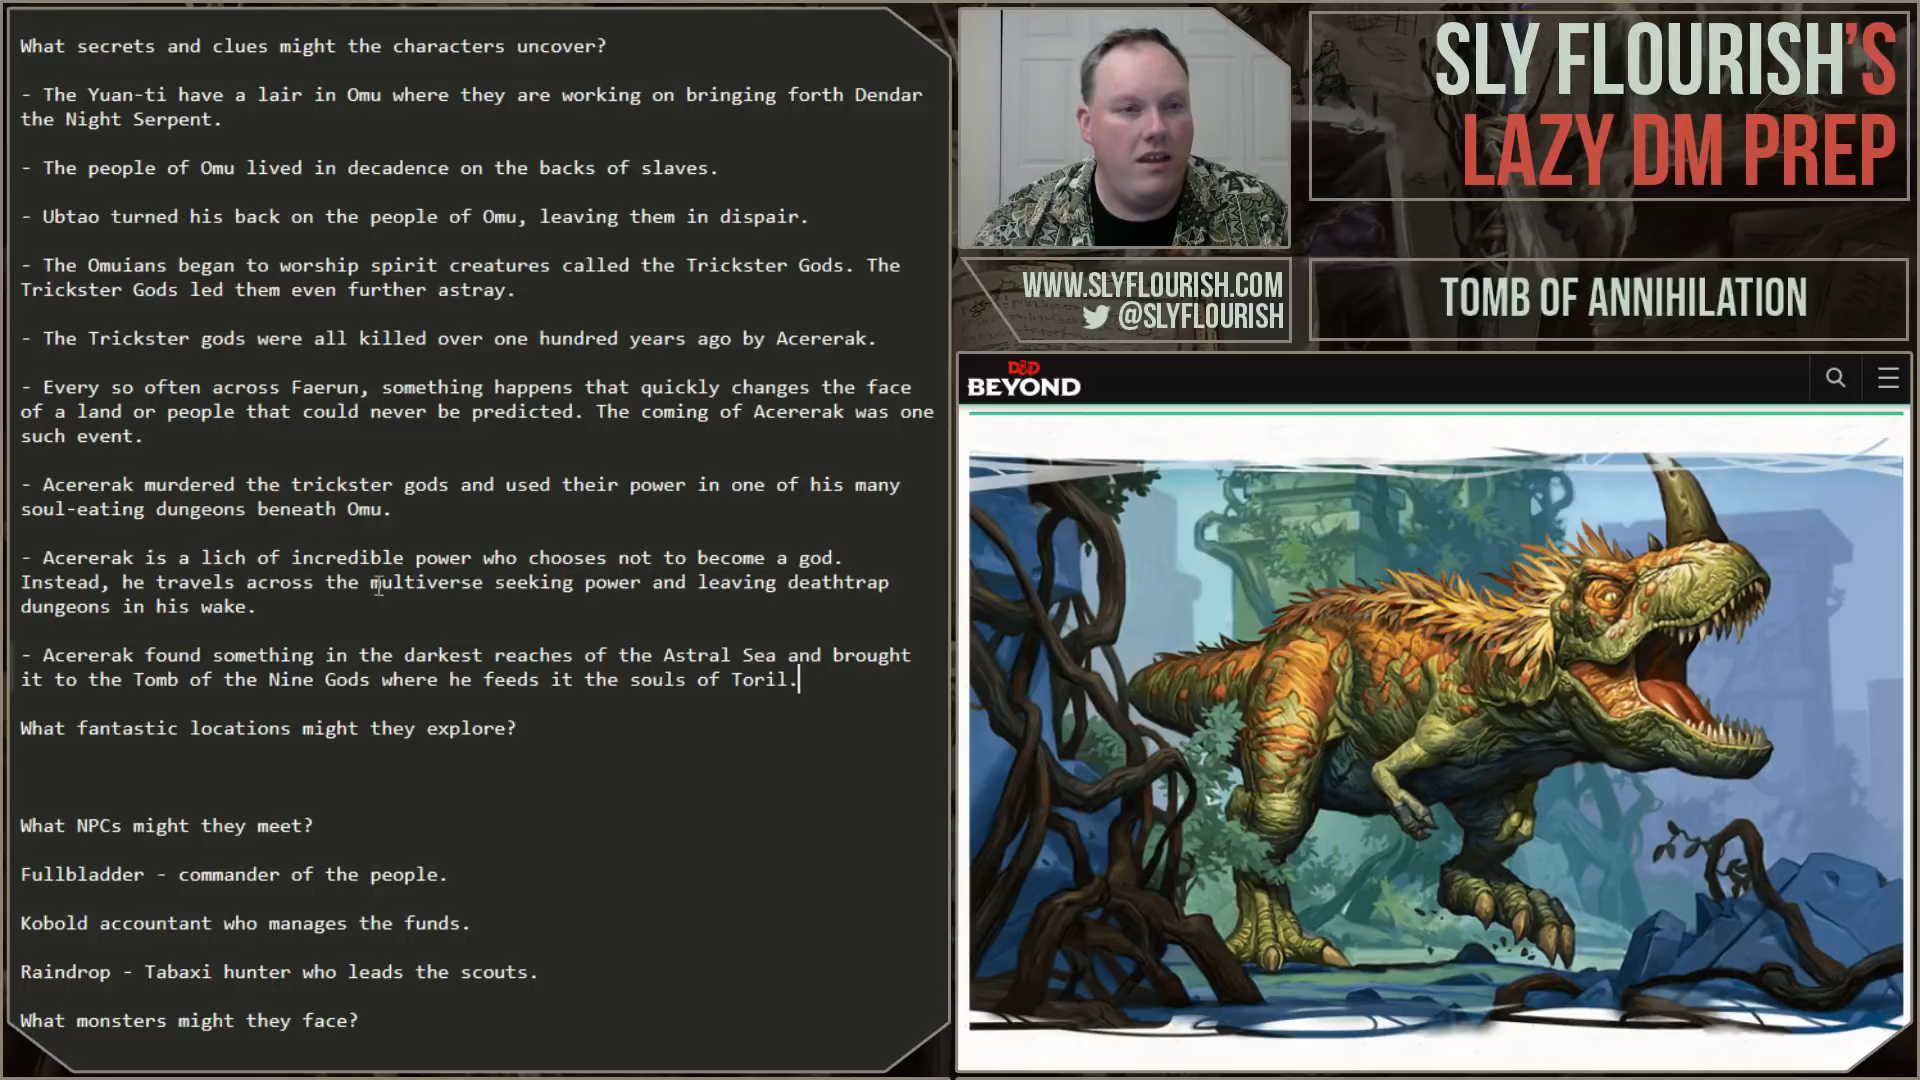 What secrets and clues might the characters uncover?
- The Yuan-ti have a lair in Omu where they are working on bringing forth Dendar
the Night Serpent.
- The people of Omu lived in decadence on the backs of slaves.
- Ubtao turned his back on the people of Omu, leaving them in dispair.
- The Omuians began to worship spirit creatures called the Trickster Gods. The
Trickster Gods led them even further astray.
- The Trickster gods were all killed over one hundred years ago by Acererak.
- Every so often across Faerun, something happens that quickly changes the face
of a land or people that could never be predicted. The coming of Acererak was one
such event.
- Acererak murdered the trickster gods and used their power in one of his many
soul-eating dungeons beneath Omu.
- Acererak is a lich of incredible power who chooses not to become a god.
Instead, he travels across the multiverse seeking power and leaving deathtrap
dungeons in his wake.
- Acererak found something in the darkest reaches of the Astral Sea and brought
it to the Tomb of the Nine Gods where he feeds it the souls of Toril.
What fantastic locations might they explore?
What NPCs might they meet?
Fullbladder - commander of the people.
Kobold accountant who manages the funds.
Raindrop - Tabaxi hunter who leads the scouts.
What monsters might they face?
SLY FLOURISH'S
LAZY DM PREP
WWW.SLYFLOURISH.COM
@SLYFLOURISH
TOMB OF ANNIHILATION
D&D
BEYOND